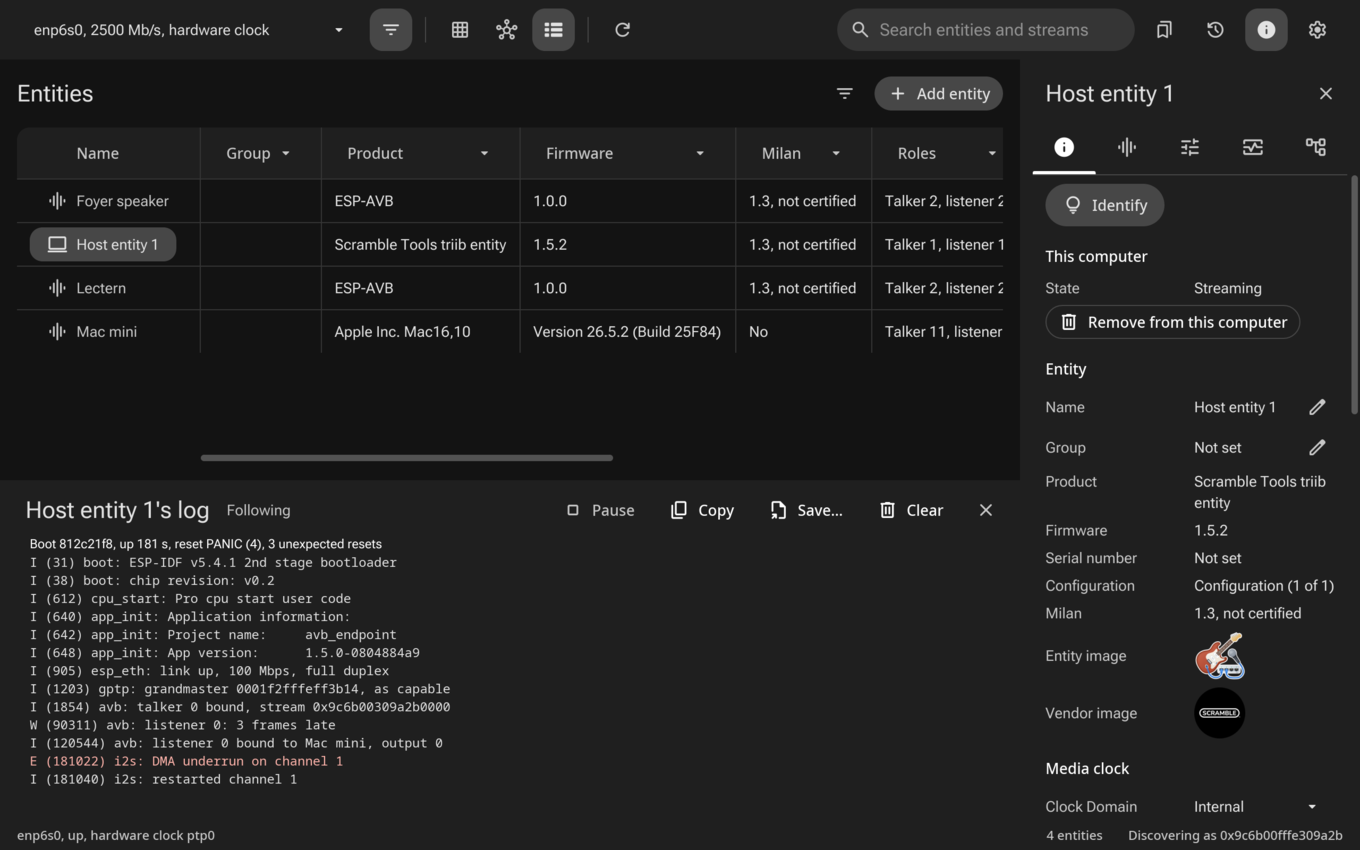 enp6s0, 2500 Mb/s, hardware clock
Search entities and streams
Entities
Add entity
Name Group Product Firmware Milan Roles
Foyer speaker ESP-AVB 1.0.0 1.3, not certified Talker 2, listener 2
Host entity 1 Scramble Tools triib entity 1.5.2 1.3, not certified Talker 1, listener 1
Lectern ESP-AVB 1.0.0 1.3, not certified Talker 2, listener 2
Mac mini Apple Inc. Mac16,10 Version 26.5.2 (Build 25F84) No Talker 11, listener
Host entity 1's log Following Pause Copy Save... Clear
Boot 812c21f8, up 181 s, reset PANIC (4), 3 unexpected resets
I (31) boot: ESP-IDF v5.4.1 2nd stage bootloader
I (38) boot: chip revision: v0.2
I (612) cpu_start: Pro cpu start user code
I (640) app_init: Application information:
I (642) app_init: Project name:     avb_endpoint
I (648) app_init: App version:      1.5.0-0804884a9
I (905) esp_eth: link up, 100 Mbps, full duplex
I (1203) gptp: grandmaster 0001f2fffeff3b14, as capable
I (1854) avb: talker 0 bound, stream 0x9c6b00309a2b0000
W (90311) avb: listener 0: 3 frames late
I (120544) avb: listener 0 bound to Mac mini, output 0
E (181022) i2s: DMA underrun on channel 1
I (181040) i2s: restarted channel 1
enp6s0, up, hardware clock ptp0
Host entity 1
Identify
This computer
State Streaming
Remove from this computer
Entity
Name Host entity 1
Group Not set
Product Scramble Tools triib
entity
Firmware 1.5.2
Serial number Not set
Configuration Configuration (1 of 1)
Milan 1.3, not certified
Entity image
Vendor image SCRAMBLE
Media clock
Clock Domain Internal
4 entities Discovering as 0x9c6b00fffe309a2b